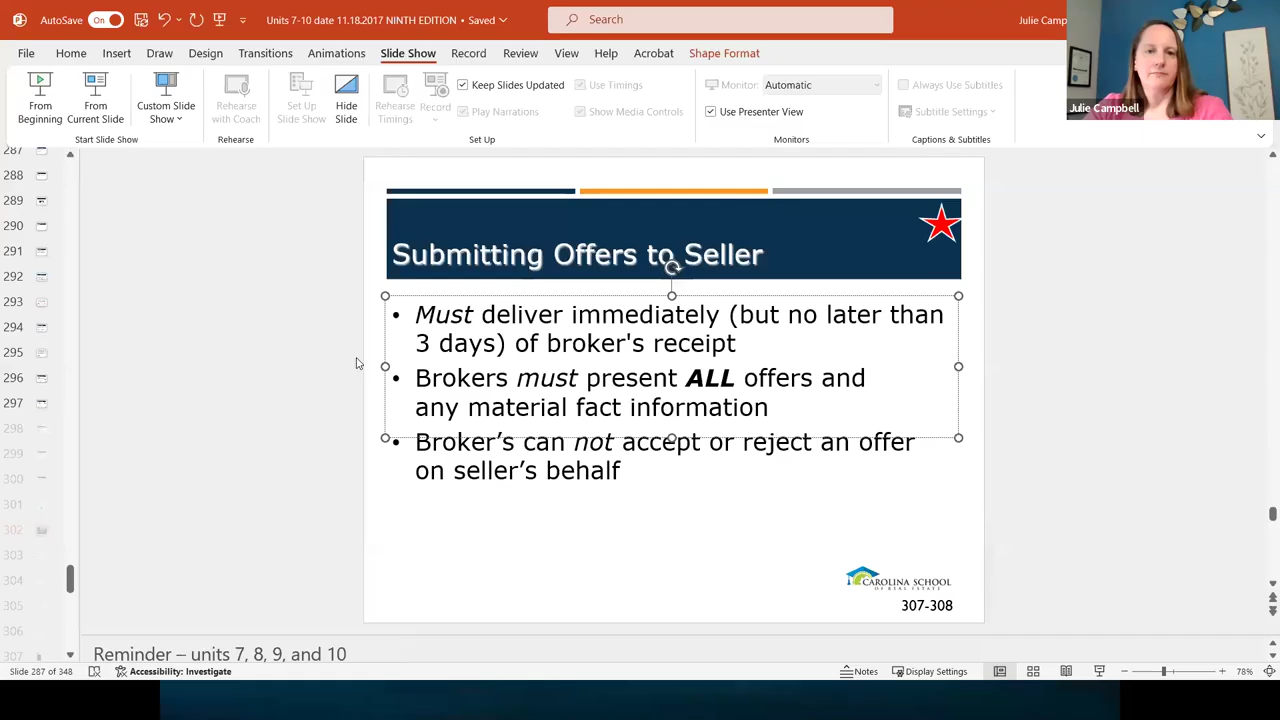 AutoSave On Units 7-10 date 11.18.2017 NINTH EDITION • Saved Search Julie Camp
File Home Insert Draw Design Transitions Animations Slide Show Record Review View Help Acrobat Shape Format
From Beginning
From Current Slide
Custom Slide Show
Rehearse with Coach
Set Up Slide Show
Hide Slide
Rehearse Timings
Record
Keep Slides Updated
Play Narrations
Use Timings
Show Media Controls
Monitor: Automatic
Use Presenter View
Always Use Subtitles
Subtitle Settings
Start Slide Show Rehearse Set Up Monitors Captions & Subtitles
Julie Campbell
287
288
289
290
291
292
293
294
295
296
297
298
299
300
301
302
303
304
305
306
307
Submitting Offers to Seller
• Must deliver immediately (but no later than
3 days) of broker's receipt
• Brokers must present ALL offers and
any material fact information
• Broker’s can not accept or reject an offer
on seller’s behalf
CAROLINA SCHOOL
OF REAL ESTATE
307-308
Reminder – units 7, 8, 9, and 10
Slide 287 of 348 Accessibility: Investigate Notes Display Settings 78%